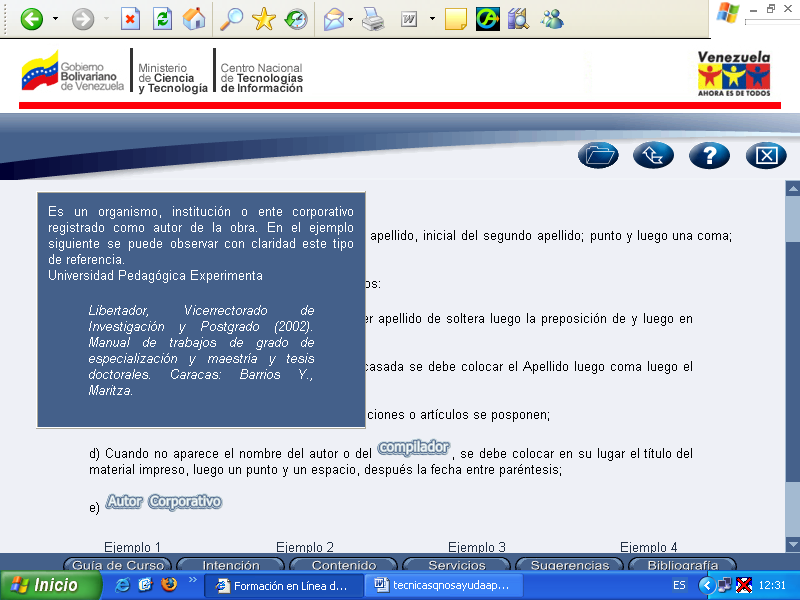 Gobierno
Bolivariano
de Venezuela
Ministerio
de Ciencia
y Tecnología
Centro Nacional
de Tecnologías
de Información
Venezuela
AHORA ES DE TODOS
Es un organismo, institución o ente corporativo
registrado como autor de la obra. En el ejemplo
siguiente se puede observar con claridad este tipo
de referencia.
Universidad Pedagógica Experimenta
Libertador, Vicerrectorado de
Investigación y Postgrado (2002).
Manual de trabajos de grado de
especialización y maestría y tesis
doctorales. Caracas: Barrios Y.,
Maritza.
apellido, inicial del segundo apellido; punto y luego una coma;
os:
er apellido de soltera luego la preposición de y luego en
casada se debe colocar el Apellido luego coma luego el
ciones o artículos se posponen;
d) Cuando no aparece el nombre del autor o del compilador, se debe colocar en su lugar el título del
material impreso, luego un punto y un espacio, después la fecha entre paréntesis;
e) Autor Corporativo
Ejemplo 1 Ejemplo 2 Ejemplo 3 Ejemplo 4
Guía de Curso Intención Contenido Servicios Sugerencias Bibliografía
Inicio » Formación en Línea d... tecnicasqnosayudaap... ES 12:31